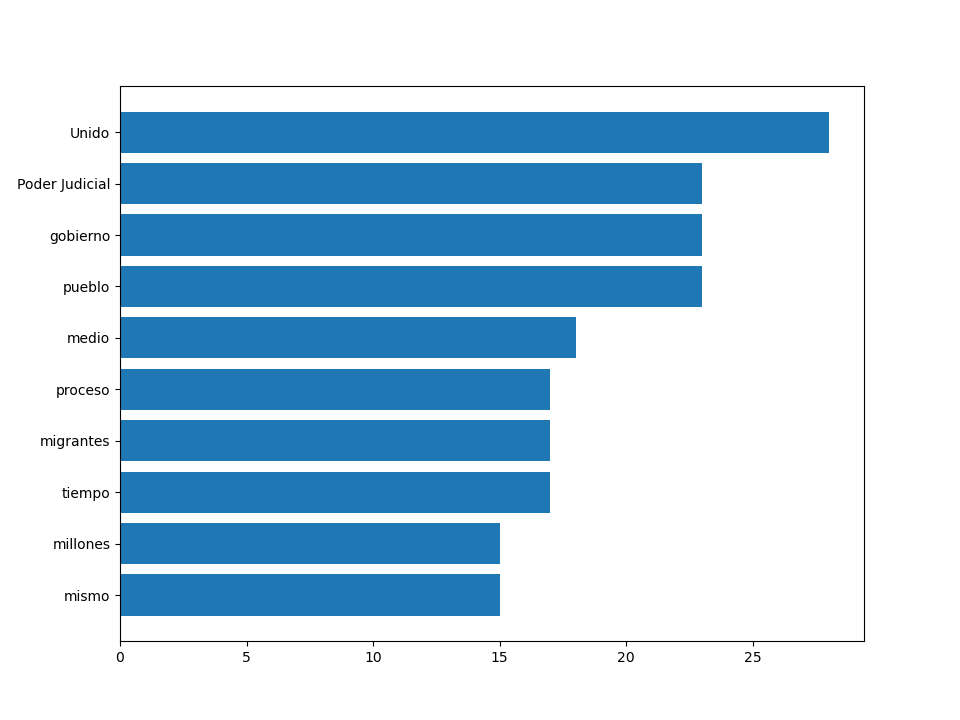 Unido
Poder Judicial
gobierno
pueblo
medio
proceso
migrantes
tiempo
millones
mismo
0 5 10 15 20 25